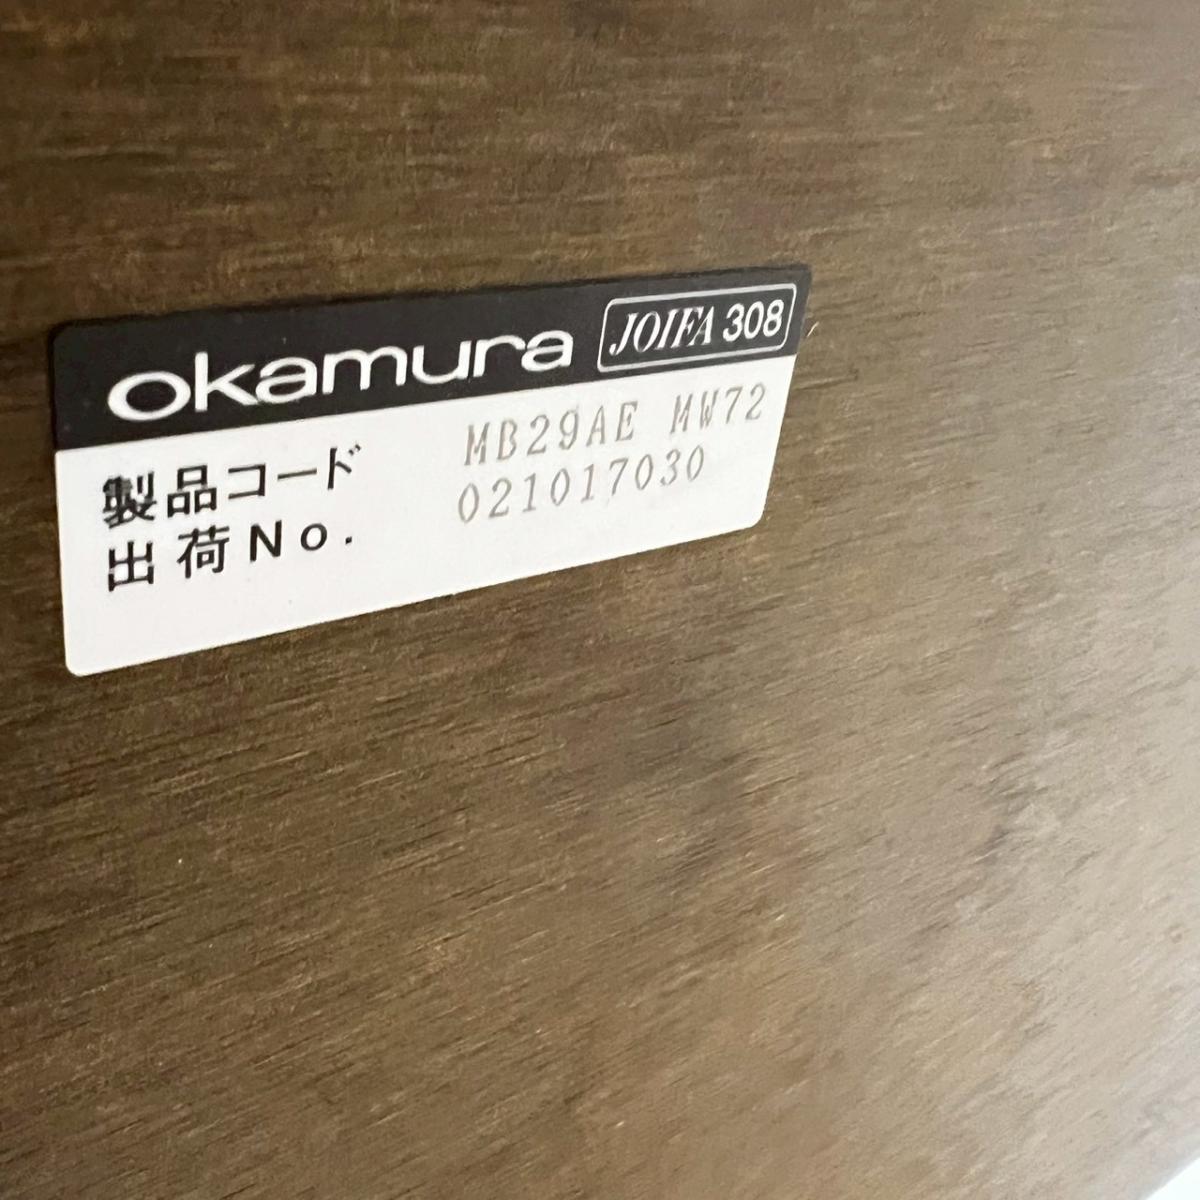 okamura JOIFA 308
製品コード MB29AE MW72
出荷No. 021017030